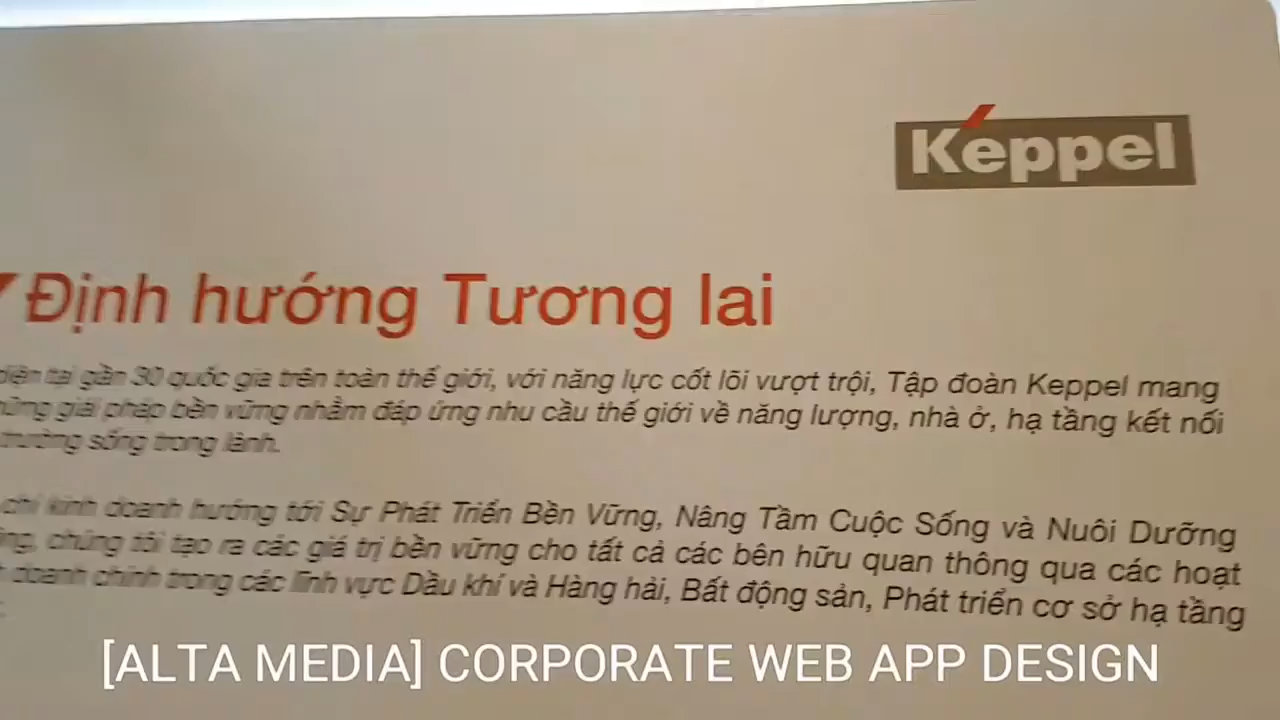 Keppel
Định hướng Tương lai
tại gần 30 quốc gia trên toàn thế giới, với năng lực cốt lõi vượt trội, Tập đoàn Keppel mang
giải pháp bền vững nhằm đáp ứng nhu cầu thế giới về năng lượng, nhà ở, hạ tầng kết nối
trường sống trong lành.
chí kinh doanh hướng tới Sự Phát Triển Bền Vững, Nâng Tầm Cuộc Sống và Nuôi Dưỡng
chúng tôi tạo ra các giá trị bền vững cho tất cả các bên hữu quan thông qua các hoạt
doanh chính trong các lĩnh vực Dầu khí và Hàng hải, Bất động sản, Phát triển cơ sở hạ tầng
[ALTA MEDIA] CORPORATE WEB APP DESIGN